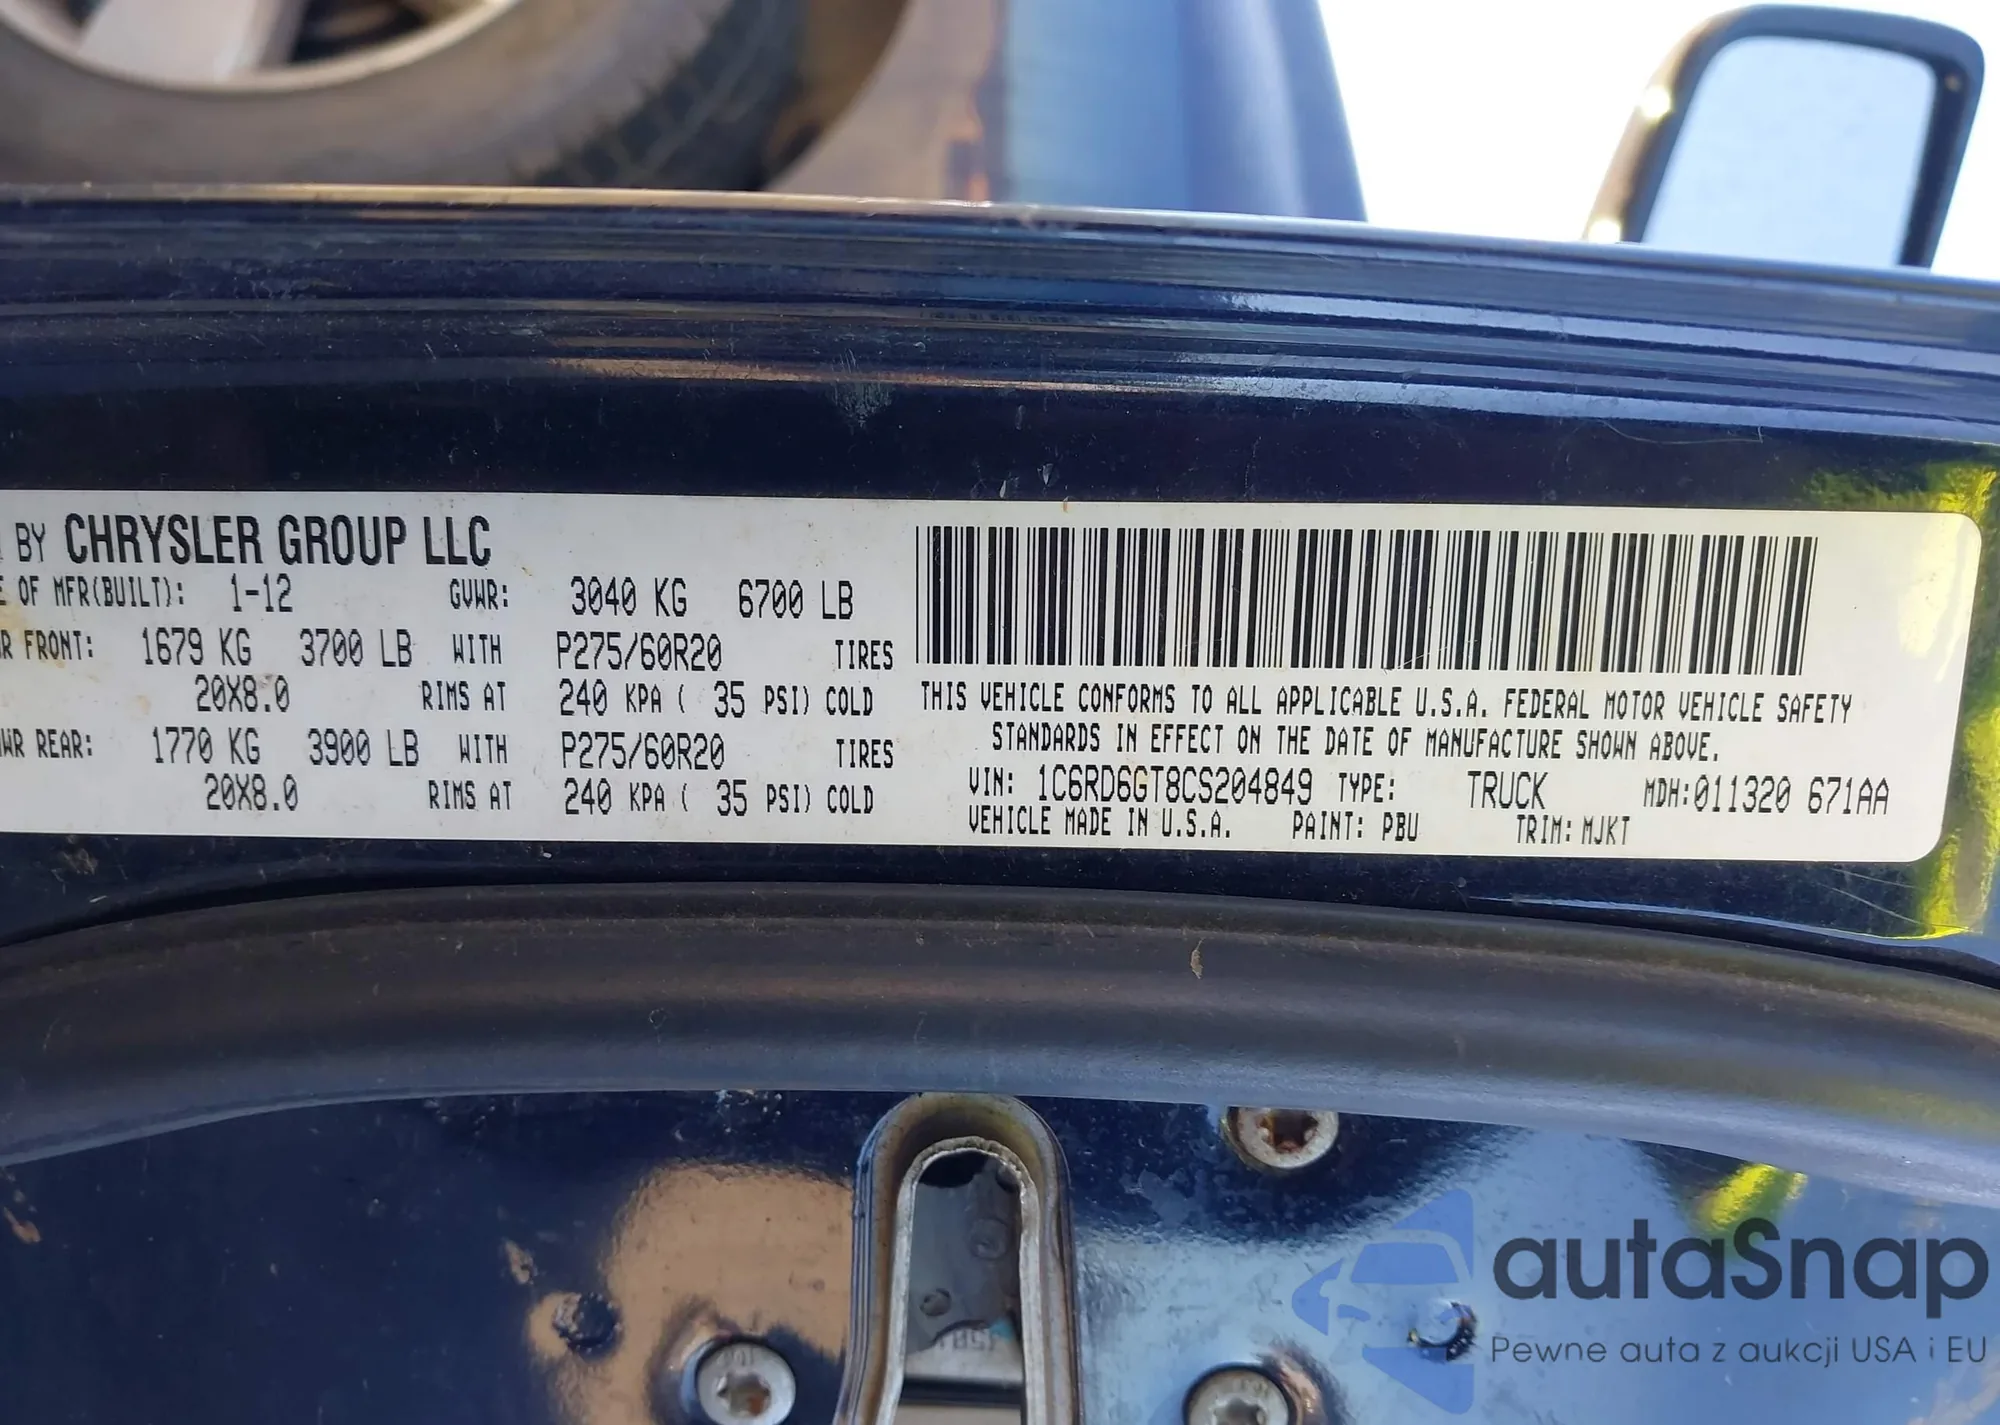 BY CHRYSLER GROUP LLC
OF MFR(BUILT): 1-12 GVWR: 3040 KG 6700 LB
FRONT: 1679 KG 3700 LB WITH P275/60R20 TIRES
20X8.0 RIMS AT 240 KPA ( 35 PSI) COLD
REAR: 1770 KG 3900 LB WITH P275/60R20 TIRES
20X8.0 RIMS AT 240 KPA ( 35 PSI) COLD
THIS VEHICLE CONFORMS TO ALL APPLICABLE U.S.A. FEDERAL MOTOR VEHICLE SAFETY
STANDARDS IN EFFECT ON THE DATE OF MANUFACTURE SHOWN ABOVE.
VIN: 1C6RD6GT8CS204849 TYPE: TRUCK MDH:011320 671AA
VEHICLE MADE IN U.S.A. PAINT: PBU TRIM: MJKT
autaSnap
Pewne auta z aukcji USA i EU